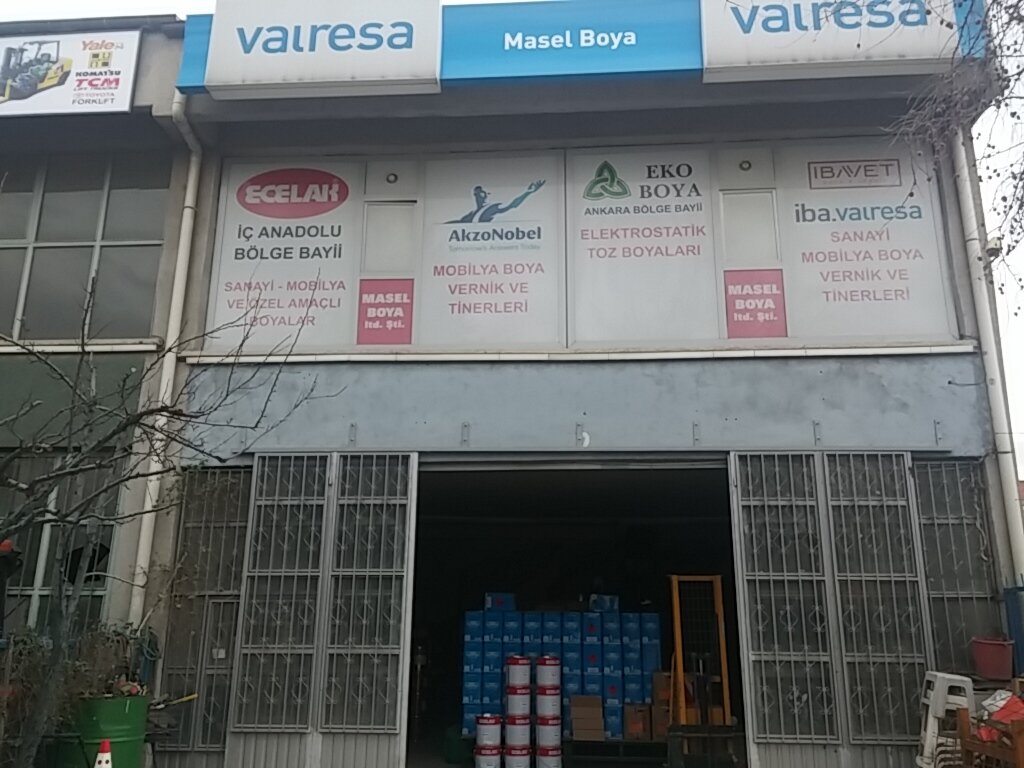 valresa
Masel Boya
valresa
Yale
KOMATSU
TCM
LIFT TRUCKS
TOYOTA
FORKLIFT
ECELAK
İÇ ANADOLU
BÖLGE BAYİİ
SANAYİ - MOBİLYA
VE ÖZEL AMAÇLI
BOYALAR
MASEL
BOYA
ltd. Şti.
AkzoNobel
Tomorrow's Answers Today
MOBİLYA BOYA
VERNİK VE
TİNERLERİ
EKO
BOYA
ANKARA BÖLGE BAYİİ
ELEKTROSTATİK
TOZ BOYALARI
MASEL
BOYA
ltd. Şti.
IBAVET
iba.valresa
SANAYİ
MOBİLYA BOYA
VERNİK VE
TİNERLERİ